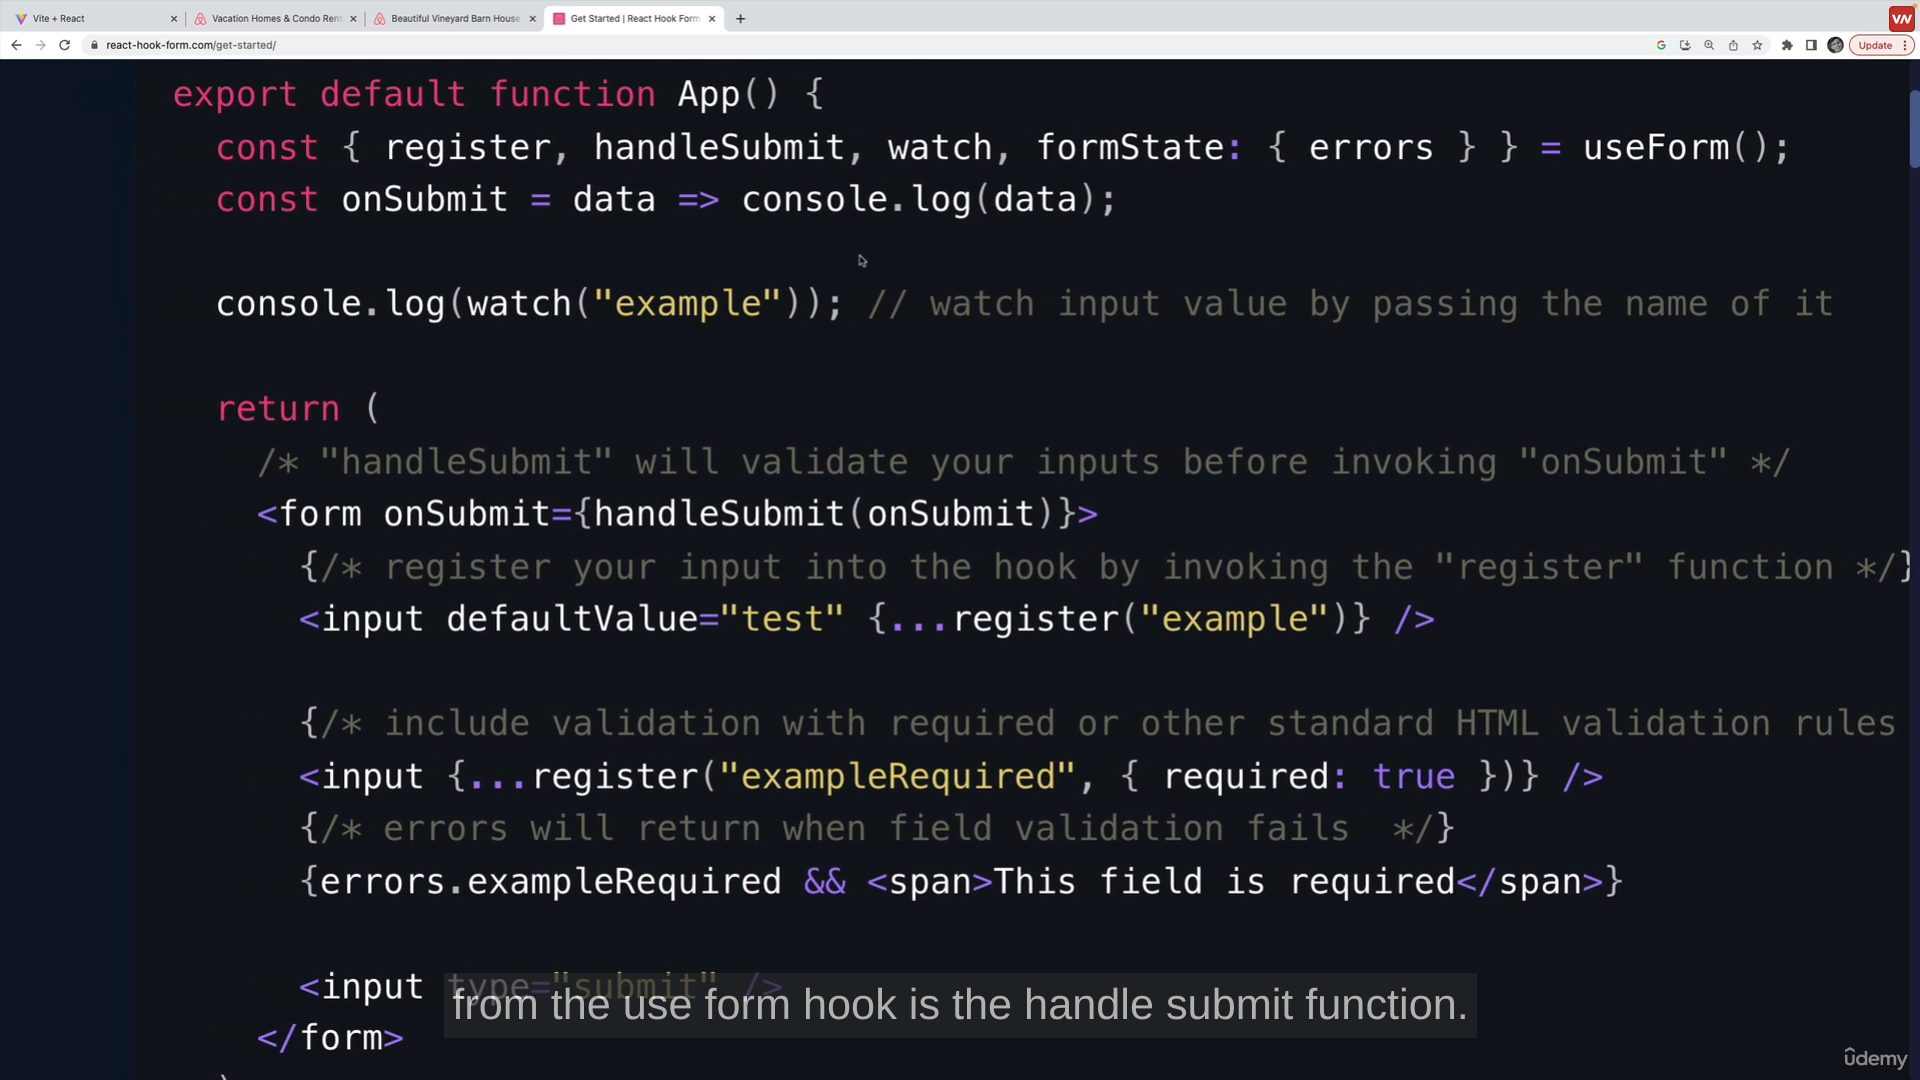 Vite + React
Vacation Homes & Condo Rent
Beautiful Vineyard Barn House
Get Started | React Hook Form
VN
react-hook-form.com/get-started/
Update
export default function App() {
const { register, handleSubmit, watch, formState: { errors } } = useForm();
const onSubmit = data => console.log(data);
console.log(watch("example")); // watch input value by passing the name of it
return (
/* "handleSubmit" will validate your inputs before invoking "onSubmit" */
<form onSubmit={handleSubmit(onSubmit)}>
{/* register your input into the hook by invoking the "register" function */}
<input defaultValue="test" {...register("example")} />
{/* include validation with required or other standard HTML validation rules
<input {...register("exampleRequired", { required: true })} />
{/* errors will return when field validation fails  */}
{errors.exampleRequired && <span>This field is required</span>}
<input type="submit" />
from the use form hook is the handle submit function.
</form>
ûdemy